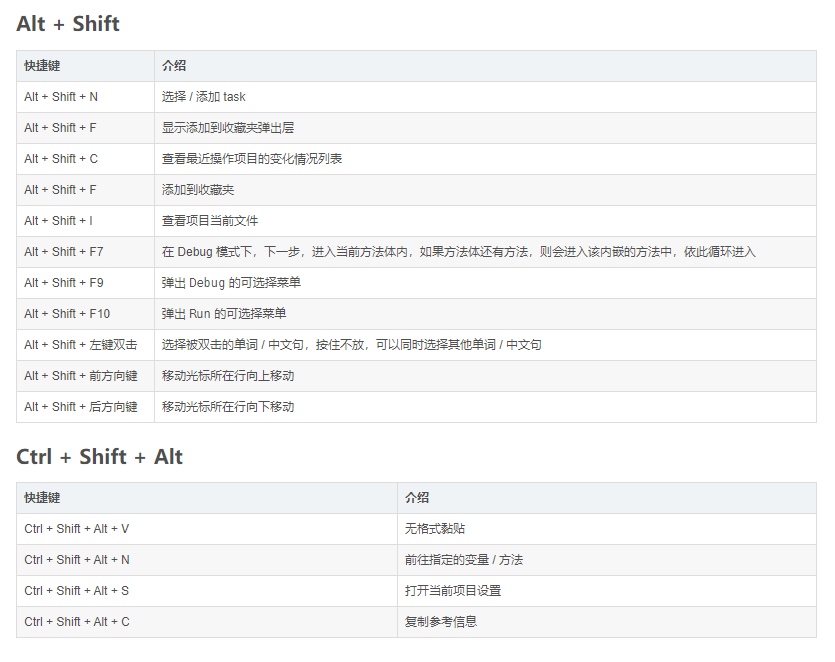 Alt + Shift
快捷键 介绍
Alt + Shift + N 选择 / 添加 task
Alt + Shift + F 显示添加到收藏夹弹出层
Alt + Shift + C 查看最近操作项目的变化情况列表
Alt + Shift + F 添加到收藏夹
Alt + Shift + I 查看项目当前文件
Alt + Shift + F7 在 Debug 模式下，下一步，进入当前方法体内，如果方法体还有方法，则会进入该内嵌的方法中，依此循环进入
Alt + Shift + F9 弹出 Debug 的可选择菜单
Alt + Shift + F10 弹出 Run 的可选择菜单
Alt + Shift + 左键双击 选择被双击的单词 / 中文句，按住不放，可以同时选择其他单词 / 中文句
Alt + Shift + 前方向键 移动光标所在行向上移动
Alt + Shift + 后方向键 移动光标所在行向下移动
Ctrl + Shift + Alt
快捷键 介绍
Ctrl + Shift + Alt + V 无格式黏贴
Ctrl + Shift + Alt + N 前往指定的变量 / 方法
Ctrl + Shift + Alt + S 打开当前项目设置
Ctrl + Shift + Alt + C 复制参考信息